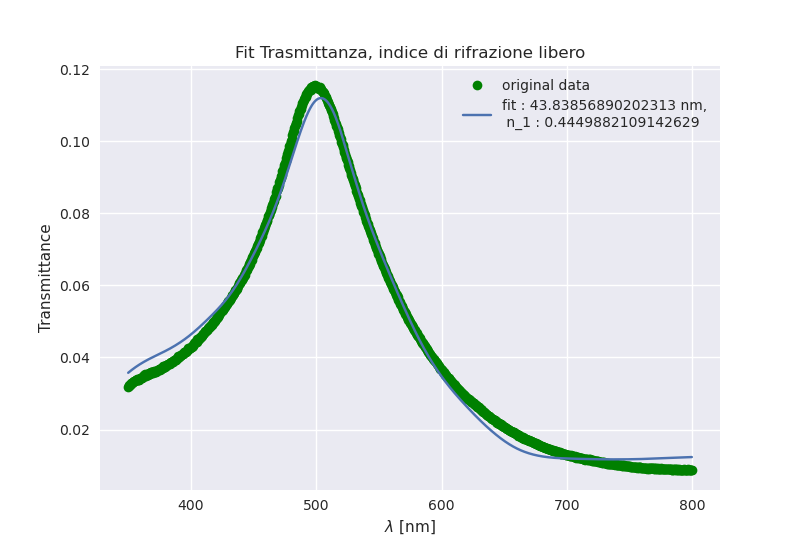 Fit Trasmittanza, indice di rifrazione libero
0.12
original data
fit : 43.83856890202313 nm,
n_1 : 0.4449882109142629
0.10
0.08
0.06
0.04
0.02
Transmittance
400
500
600
700
800
λ [nm]